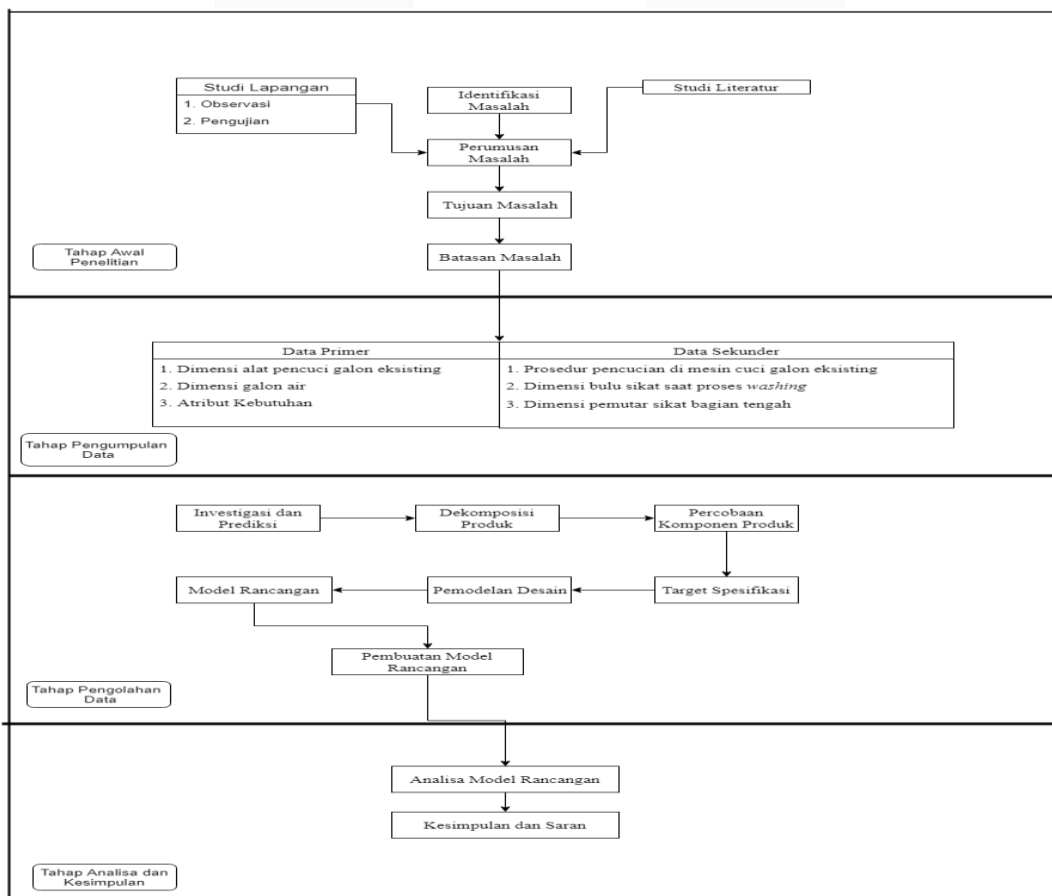 Studi Lapangan
1. Observasi
2. Pengujian
Identifikasi
Masalah
Studi Literatur
Perumusan
Masalah
Tujuan Masalah
Batasan Masalah
Tahap Awal
Penelitian
Data Primer
1. Dimensi alat pencuci galon eksisting
2. Dimensi galon air
3. Atribut Kebutuhan
Data Sekunder
1. Prosedur pencucian di mesin cuci galon eksisting
2. Dimensi bulu sikat saat proses washing
3. Dimensi pemutar sikat bagian tengah
Tahap Pengumpulan
Data
Investigasi dan
Prediksi
Dekomposisi
Produk
Percobaan
Komponen Produk
Target Spesifikasi
Pemodelan Desain
Model Rancangan
Pembuatan Model
Rancangan
Tahap Pengolahan
Data
Analisa Model Rancangan
Kesimpulan dan Saran
Tahap Analisa dan
Kesimpulan